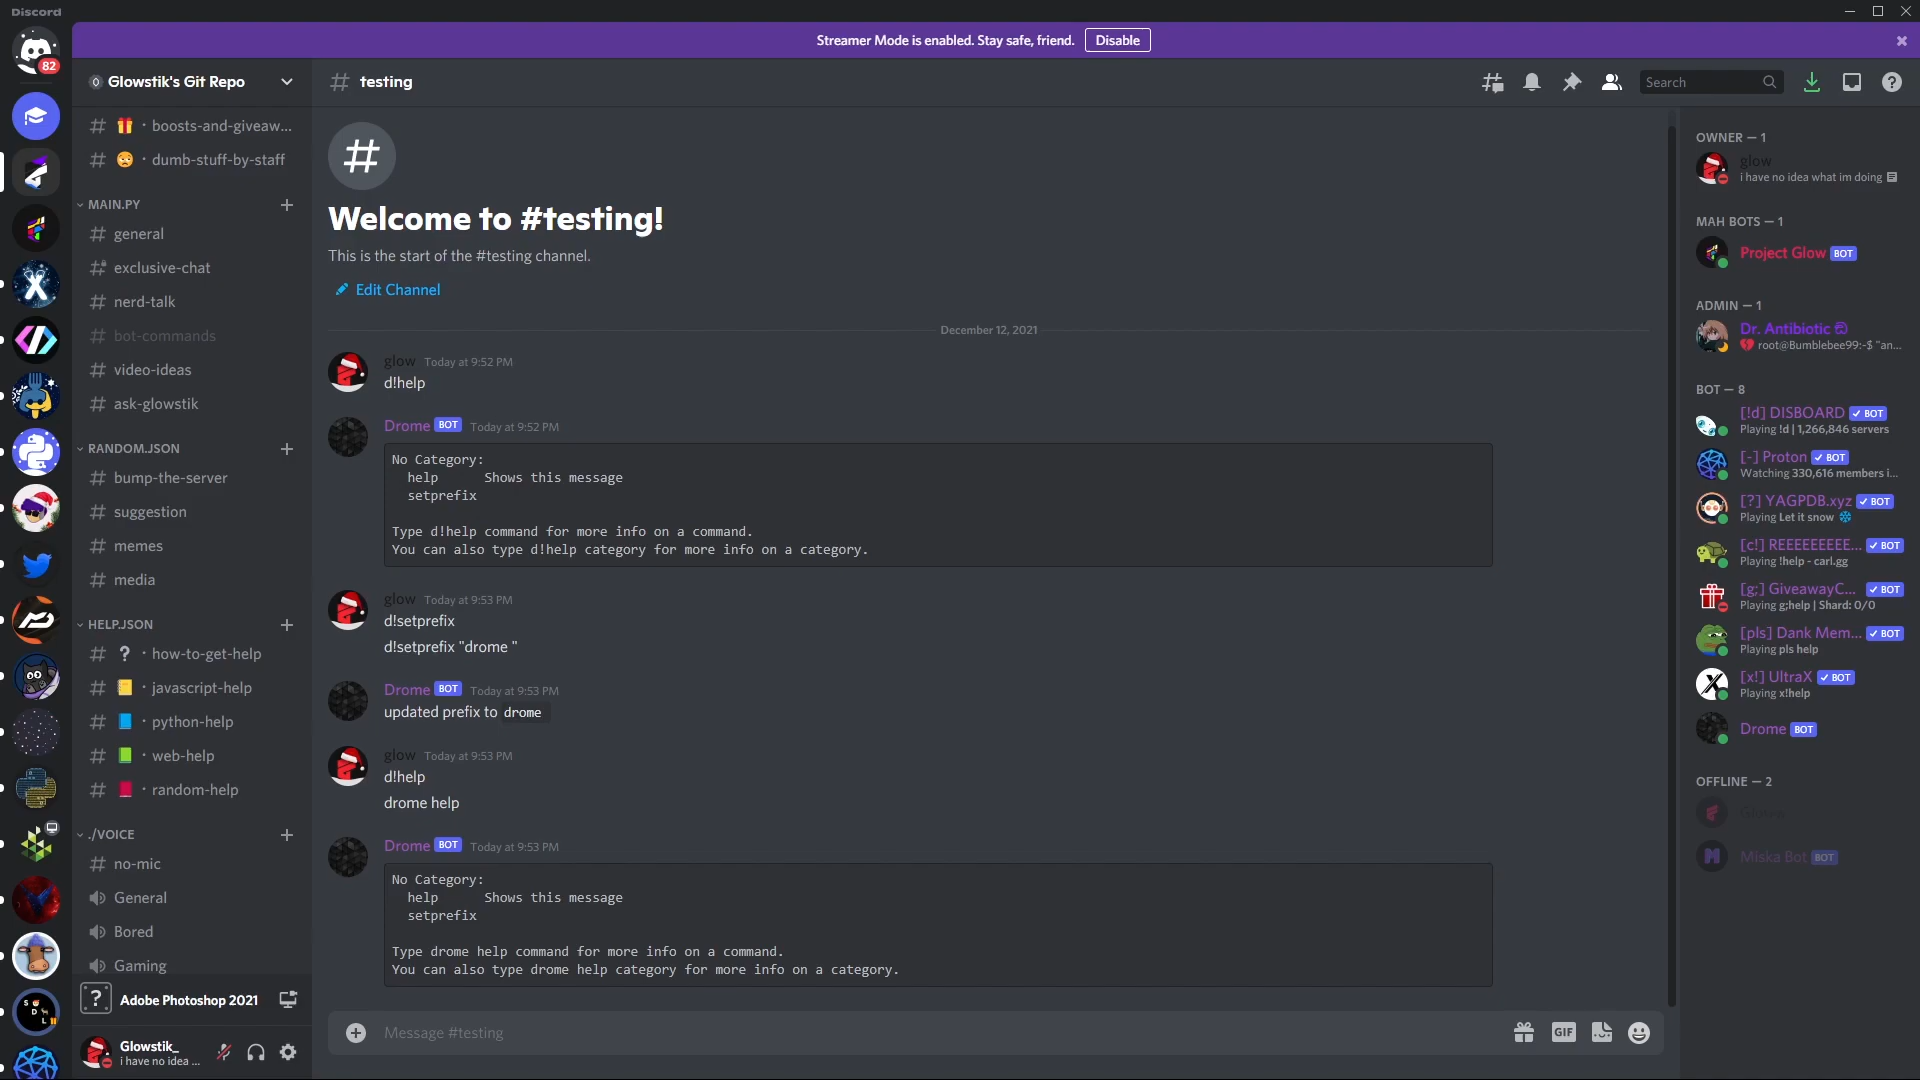 Discord
Streamer Mode is enabled. Stay safe, friend.
Disable
82
Glowstik's Git Repo
testing
Search
boosts-and-giveaw...
dumb-stuff-by-staff
MAIN.PY
general
exclusive-chat
nerd-talk
bot-commands
video-ideas
ask-glowstik
RANDOM.JSON
bump-the-server
suggestion
memes
media
HELP.JSON
? · how-to-get-help
· javascript-help
· python-help
· web-help
· random-help
./VOICE
no-mic
General
Bored
Gaming
? Adobe Photoshop 2021
Glowstik_
i have no idea ...
Welcome to #testing!
This is the start of the #testing channel.
Edit Channel
December 12, 2021
glow Today at 9:52 PM
d!help
Drome BOT Today at 9:52 PM
No Category:
help Shows this message
setprefix
Type d!help command for more info on a command.
You can also type d!help category for more info on a category.
glow Today at 9:53 PM
d!setprefix
d!setprefix "drome "
Drome BOT Today at 9:53 PM
updated prefix to drome
glow Today at 9:53 PM
d!help
drome help
Drome BOT Today at 9:53 PM
No Category:
help Shows this message
setprefix
Type drome help command for more info on a command.
You can also type drome help category for more info on a category.
Message #testing
GIF
OWNER — 1
glow
i have no idea what im doing
MAH BOTS — 1
Project Glow BOT
ADMIN — 1
Dr. Antibiotic
root@Bumblebee99:~$ "an...
BOT — 8
[!d] DISBOARD BOT
Playing !d | 1,266,846 servers
[-] Proton BOT
Watching 330,616 members i...
[?] YAGPDB.xyz BOT
Playing Let it snow
[c!] REEEEEEEEE... BOT
Playing !help - carl.gg
[g;] GiveawayC... BOT
Playing g;help | Shard: 0/0
[pls] Dank Mem... BOT
Playing pls help
[x!] UltraX BOT
Playing x!help
Drome BOT
OFFLINE — 2
Miska Bot BOT